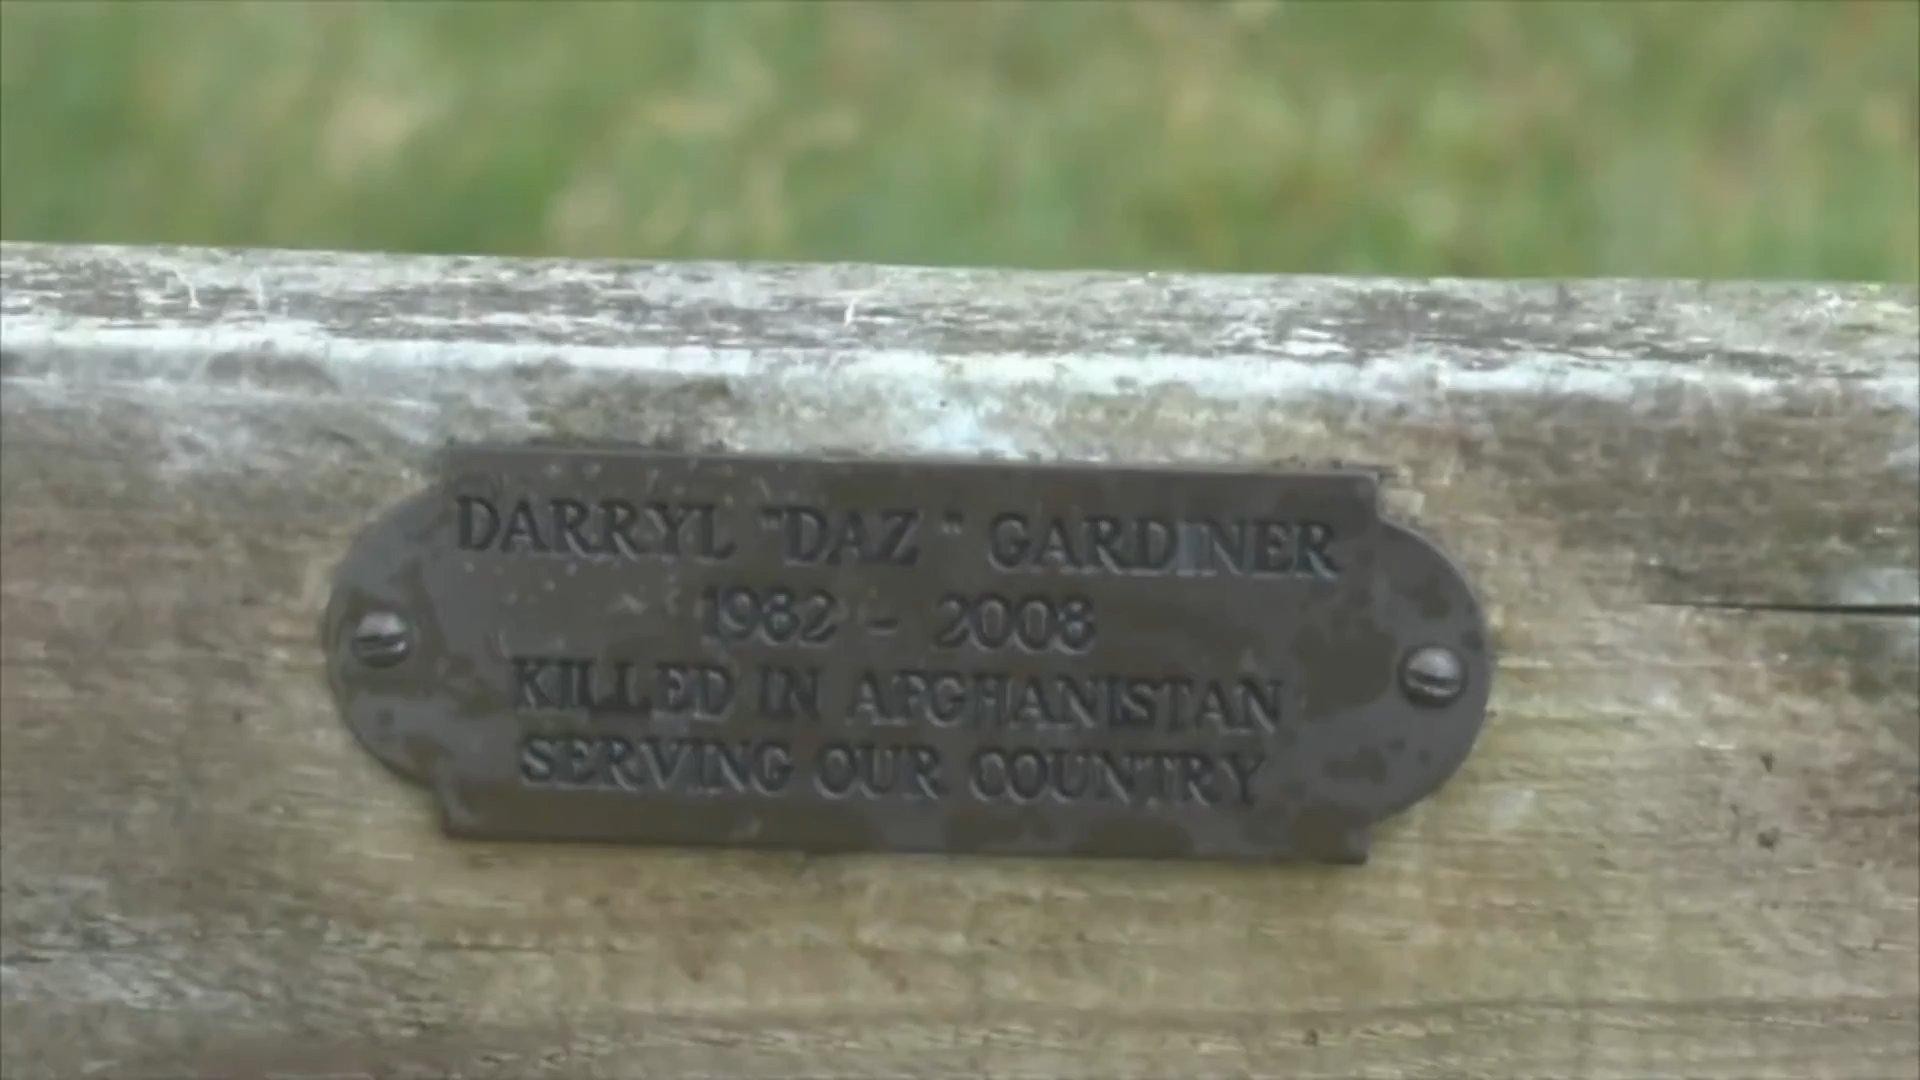 DARRYL "DAZ" GARDINER
1982 - 2008
KILLED IN AFGHANISTAN
SERVING OUR COUNTRY